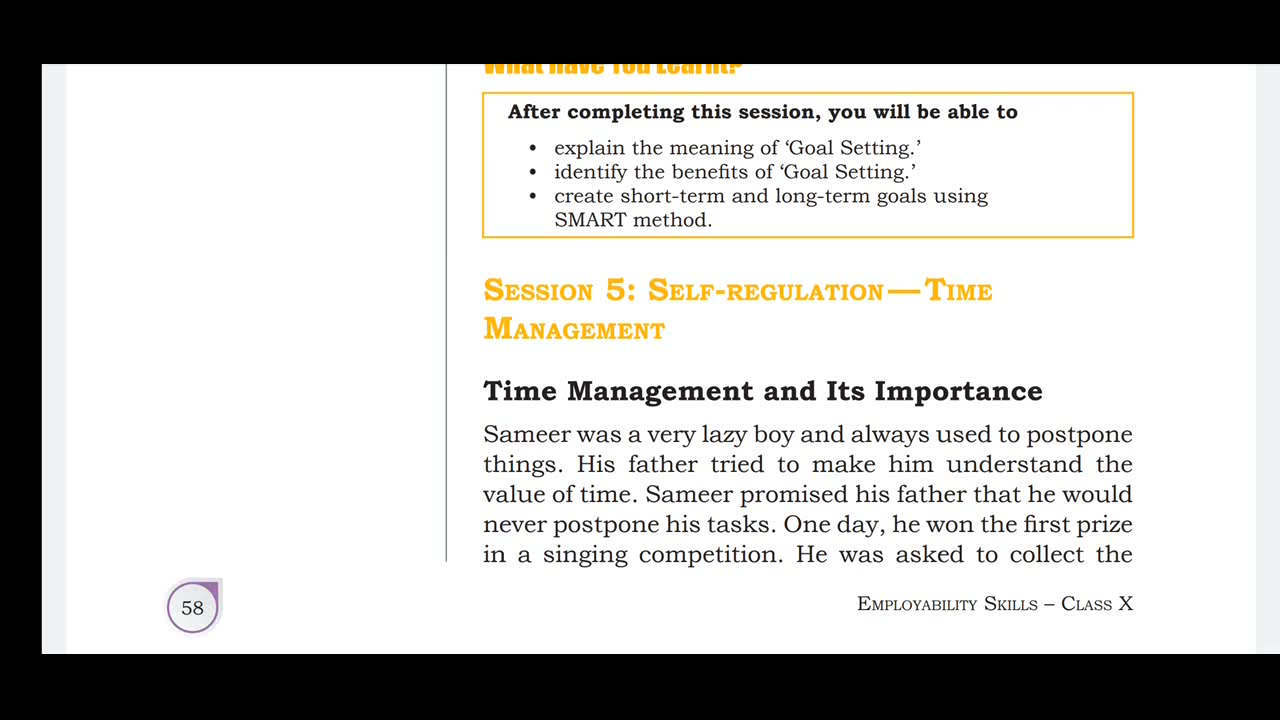 What Have You Learnt?
After completing this session, you will be able to
• explain the meaning of ‘Goal Setting.’
• identify the benefits of ‘Goal Setting.’
• create short-term and long-term goals using
SMART method.
SESSION 5: SELF-REGULATION—TIME
MANAGEMENT
Time Management and Its Importance
Sameer was a very lazy boy and always used to postpone
things. His father tried to make him understand the
value of time. Sameer promised his father that he would
never postpone his tasks. One day, he won the first prize
in a singing competition. He was asked to collect the
58
EMPLOYABILITY SKILLS – CLASS X